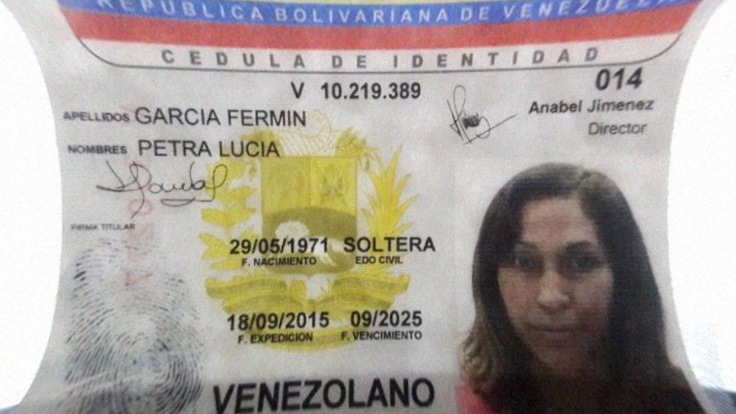 REPUBLICA BOLIVARIANA DE VENEZUELA
CEDULA DE IDENTIDAD
V 10.219.389
014
APELLIDOS GARCIA FERMIN
Anabel Jimenez
Director
NOMBRES PETRA LUCIA
FIRMA TITULAR
29/05/1971 SOLTERA
F. NACIMIENTO EDO CIVIL
18/09/2015 09/2025
F. EXPEDICION F. VENCIMIENTO
VENEZOLANO